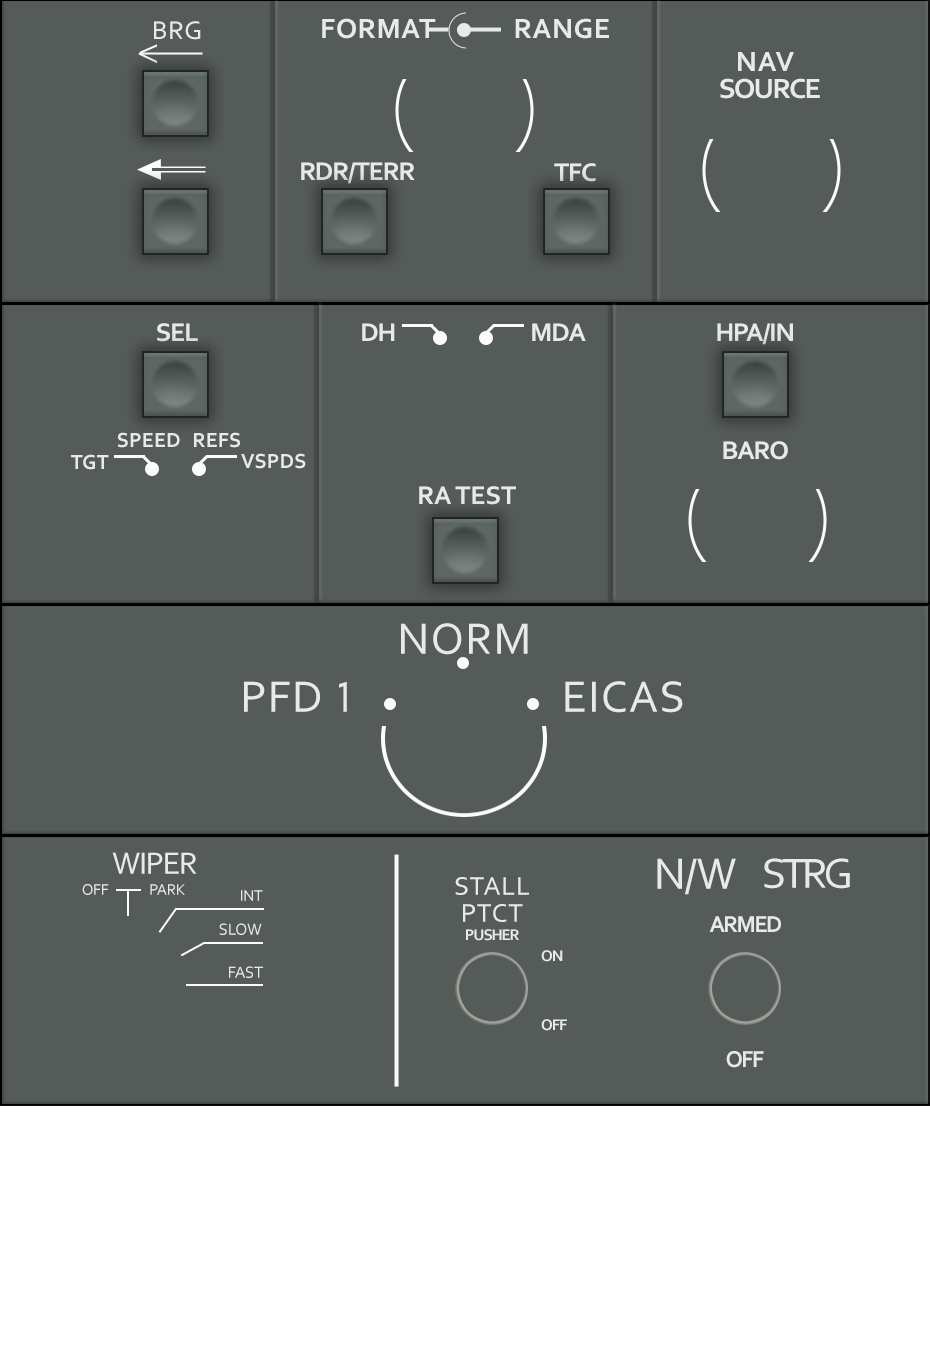 BRG
FORMAT RANGE
NAV
SOURCE
RDR/TERR TFC
SEL
DH MDA
HPA/IN
SPEED REFS
TGT VSPDS
BARO
RA TEST
NORM
PFD 1 EICAS
WIPER
OFF PARK
INT
SLOW
FAST
STALL
PTCT
PUSHER
ON
OFF
N/W STRG
ARMED
OFF